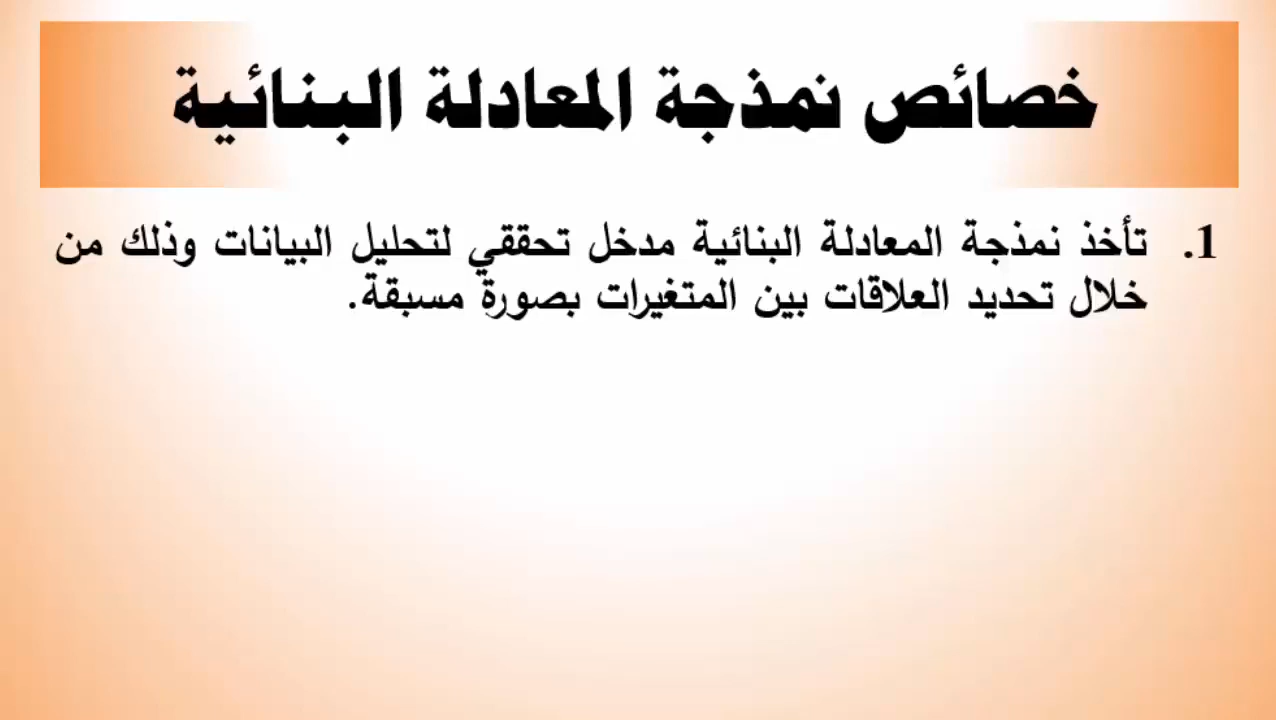 خصائص نمذجة المعادلة البنائية
1. تأخذ نمذجة المعادلة البنائية مدخل تحققي لتحليل البيانات وذلك من
خلال تحديد العلاقات بين المتغيرات بصورة مسبقة.